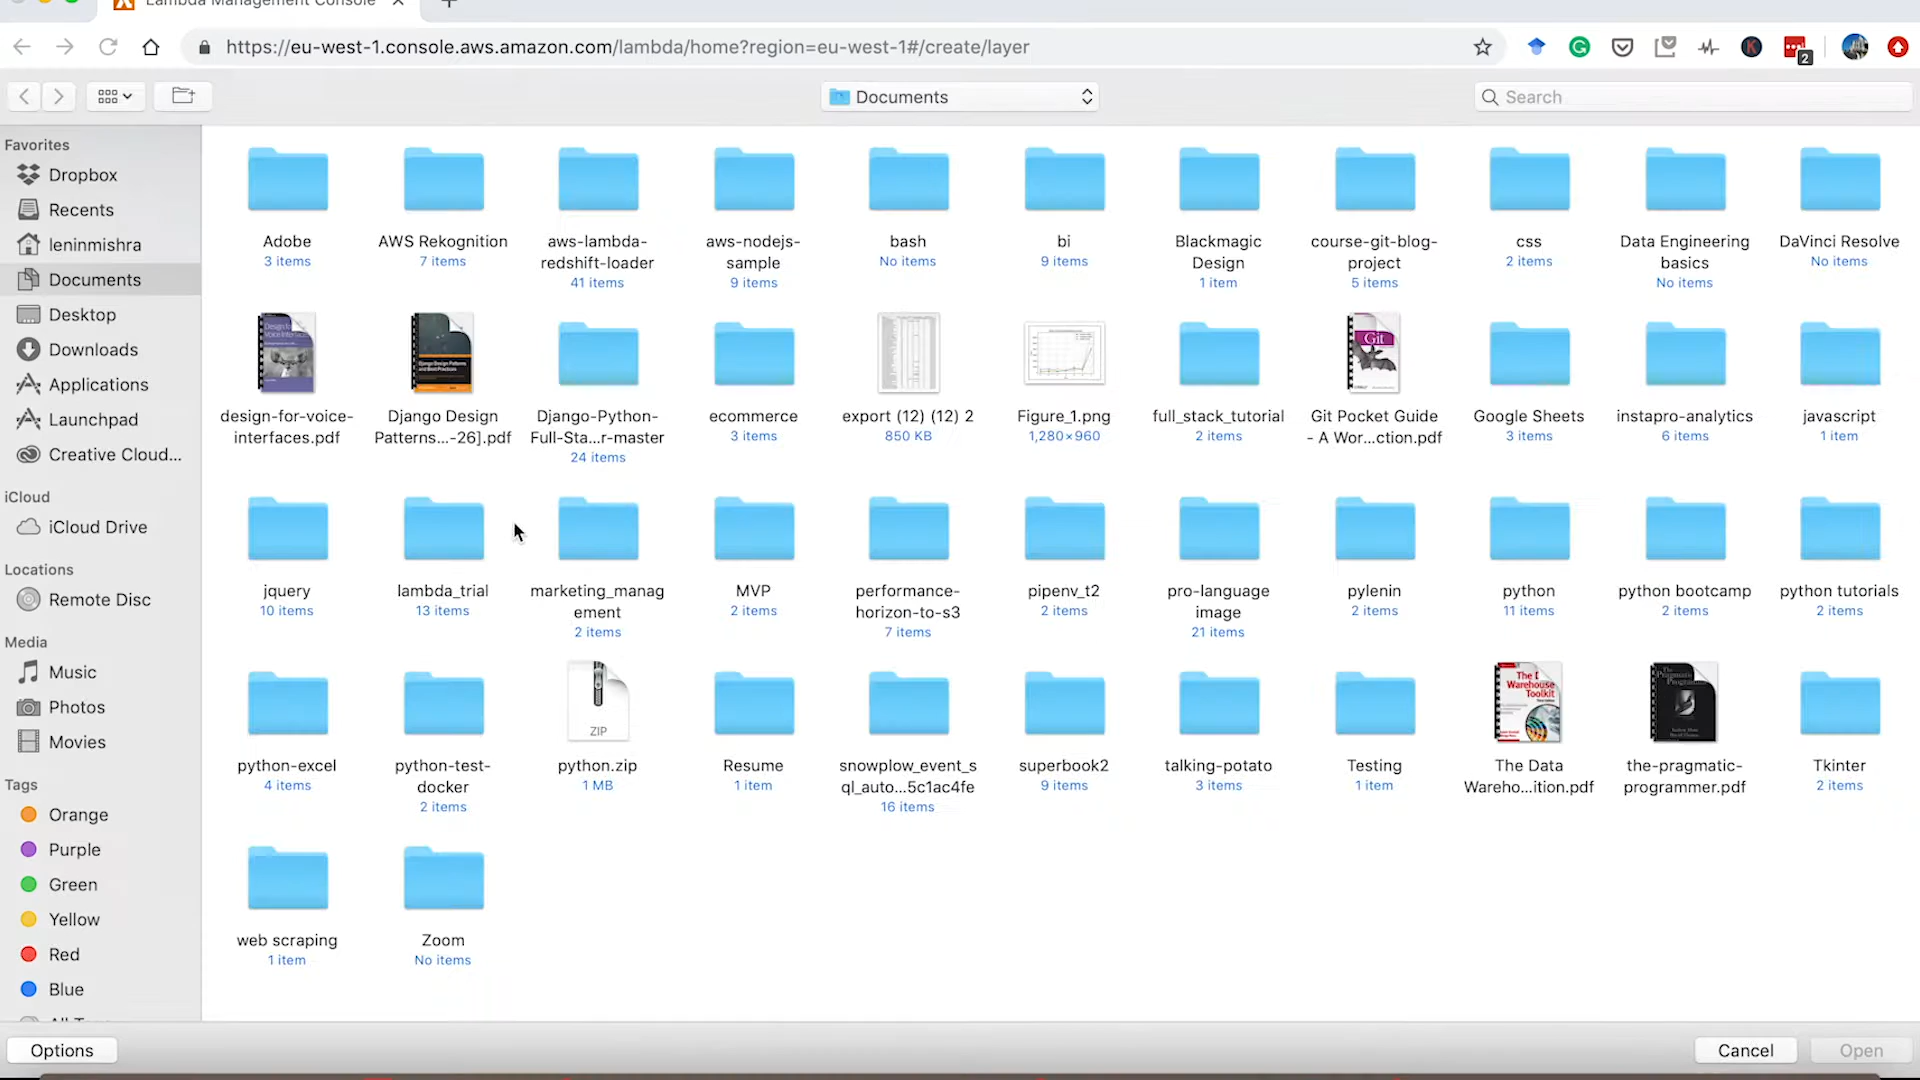 Lambda Management Console
https://eu-west-1.console.aws.amazon.com/lambda/home?region=eu-west-1#/create/layer
2
Documents
Search
Favorites
Dropbox
Recents
leninmishra
Documents
Desktop
Downloads
Applications
Launchpad
Creative Cloud...
iCloud
iCloud Drive
Locations
Remote Disc
Media
Music
Photos
Movies
Tags
Orange
Purple
Green
Yellow
Red
Blue
Adobe
3 items
AWS Rekognition
7 items
aws-lambda-
redshift-loader
41 items
aws-nodejs-
sample
9 items
bash
No items
bi
9 items
Blackmagic
Design
1 item
course-git-blog-
project
5 items
css
2 items
Data Engineering
basics
No items
DaVinci Resolve
No items
design-for-voice-
interfaces.pdf
Django Design
Patterns...-26].pdf
Django-Python-
Full-Sta...r-master
24 items
ecommerce
3 items
export (12) (12) 2
850 KB
Figure_1.png
1,280×960
full_stack_tutorial
2 items
Git
Git Pocket Guide
- A Wor...ction.pdf
Google Sheets
3 items
instapro-analytics
6 items
javascript
1 item
jquery
10 items
lambda_trial
13 items
marketing_manag
ement
2 items
MVP
2 items
performance-
horizon-to-s3
7 items
pipenv_t2
2 items
pro-language
image
21 items
pylenin
2 items
python
11 items
python bootcamp
2 items
python tutorials
2 items
python-excel
4 items
python-test-
docker
2 items
ZIP
python.zip
1 MB
Resume
1 item
snowplow_event_s
ql_auto...5c1ac4fe
16 items
superbook2
9 items
talking-potato
3 items
Testing
1 item
The Data
Wareho...ition.pdf
the-pragmatic-
programmer.pdf
Tkinter
2 items
web scraping
1 item
Zoom
No items
Options
Cancel
Open